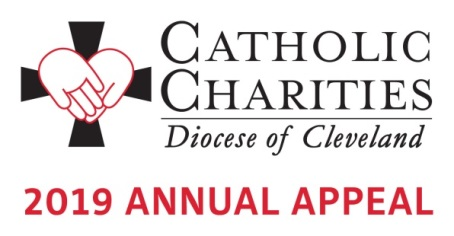 CATHOLIC
CHARITIES
Diocese of Cleveland
2019 ANNUAL APPEAL